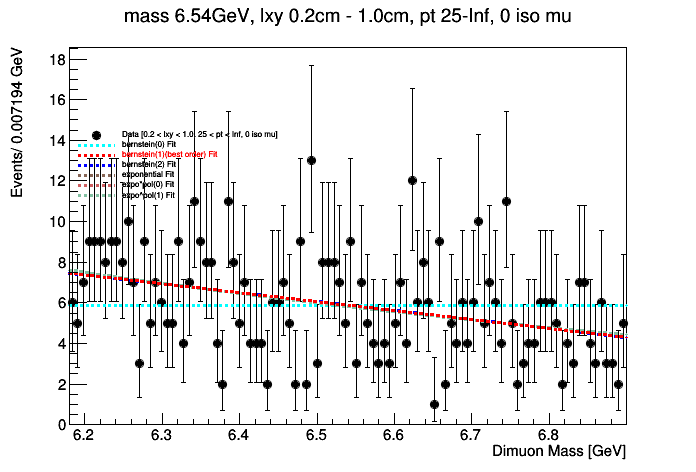 mass 6.54GeV, lxy 0.2cm - 1.0cm, pt 25-Inf, 0 iso mu
Events/ 0.007194 GeV
18
16
14
12
10
8
6
4
2
0
Data [0.2 < lxy < 1.0, 25 < pt < Inf, 0 iso mu]
bernstein(0) Fit
bernstein(1)(best order) Fit
bernstein(2) Fit
exponential Fit
expo*pol(0) Fit
expo*pol(1) Fit
6.2 6.3 6.4 6.5 6.6 6.7 6.8
Dimuon Mass [GeV]